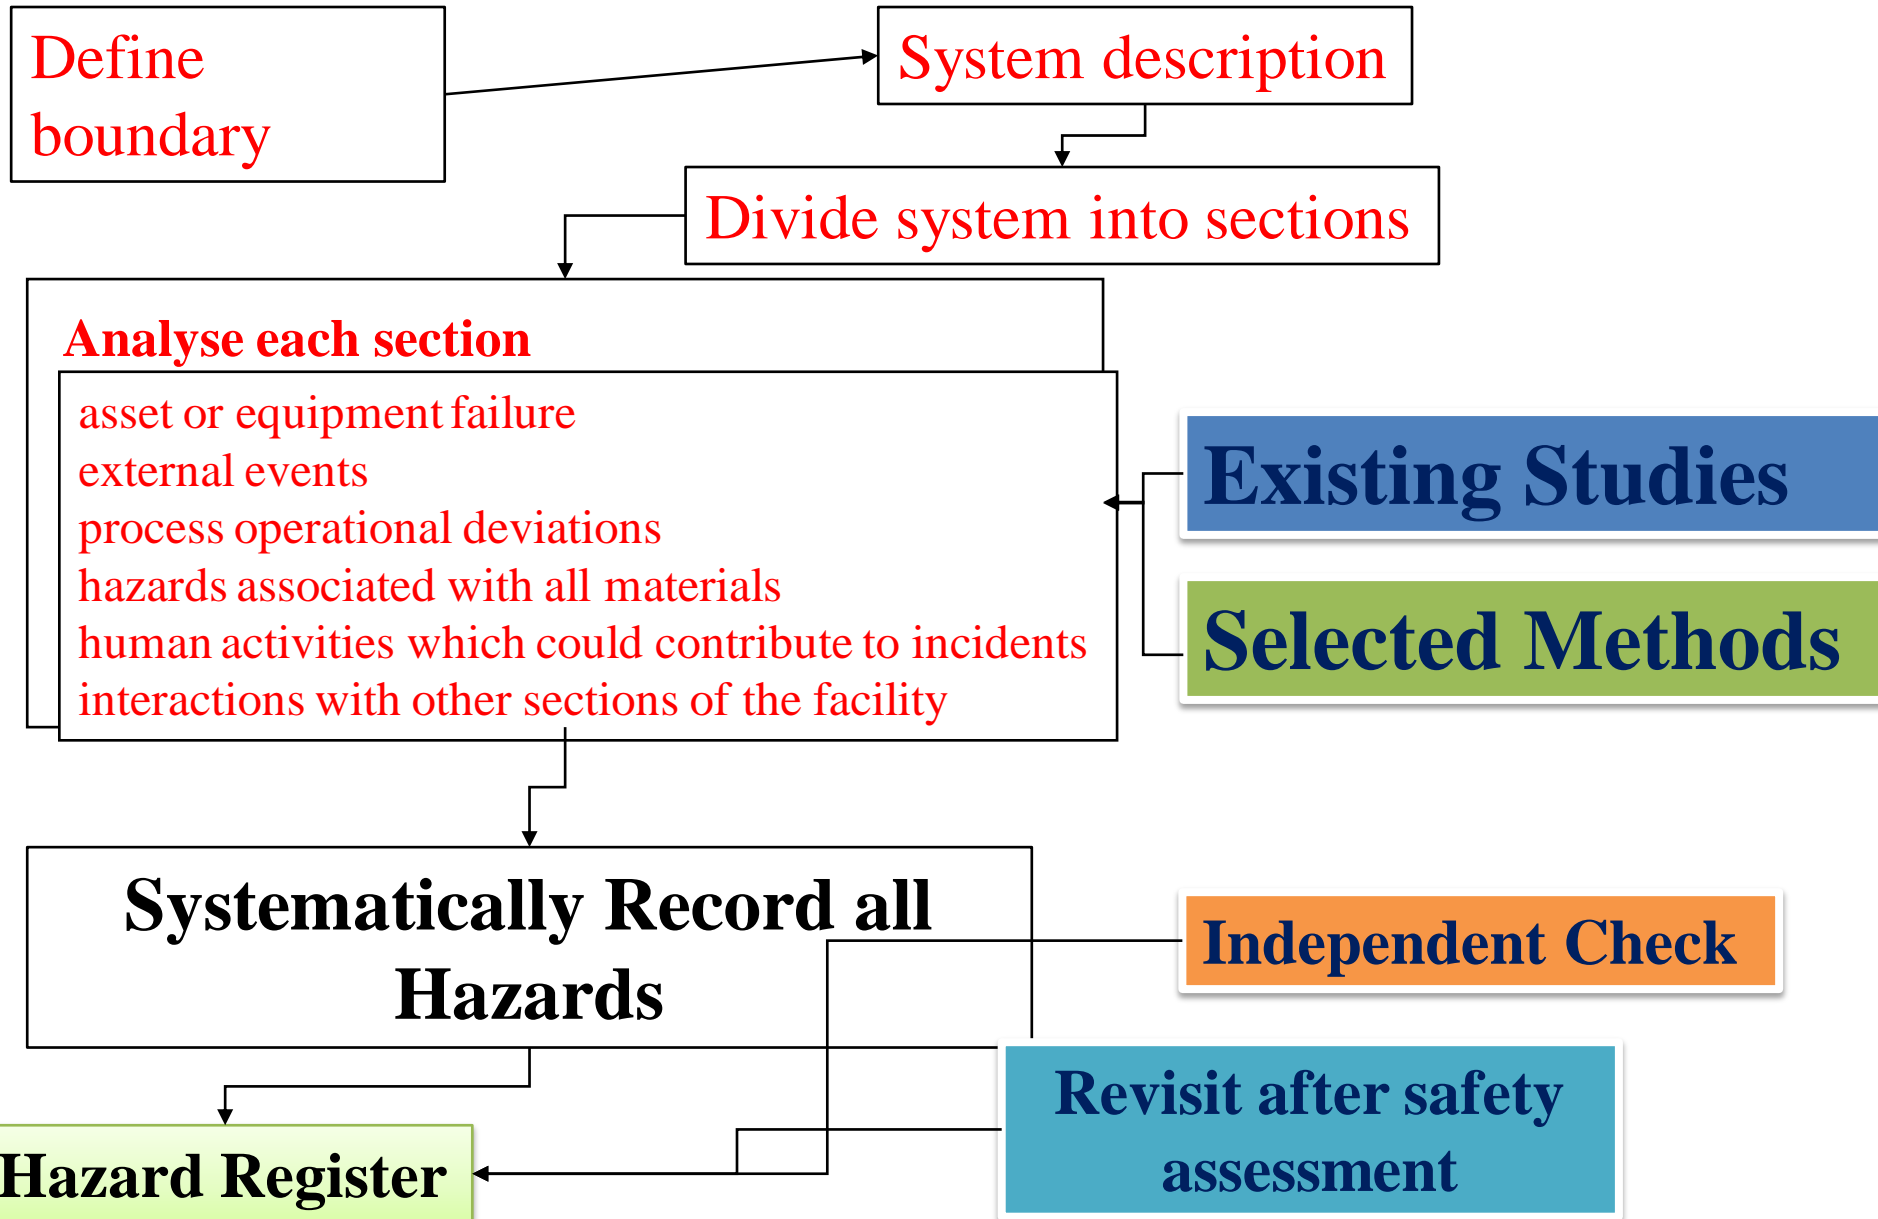 Define
boundary
System description
Divide system into sections
Analyse each section
asset or equipment failure
external events
process operational deviations
hazards associated with all materials
human activities which could contribute to incidents
interactions with other sections of the facility
Existing Studies
Selected Methods
Systematically Record all
Hazards
Independent Check
Revisit after safety
assessment
Hazard Register